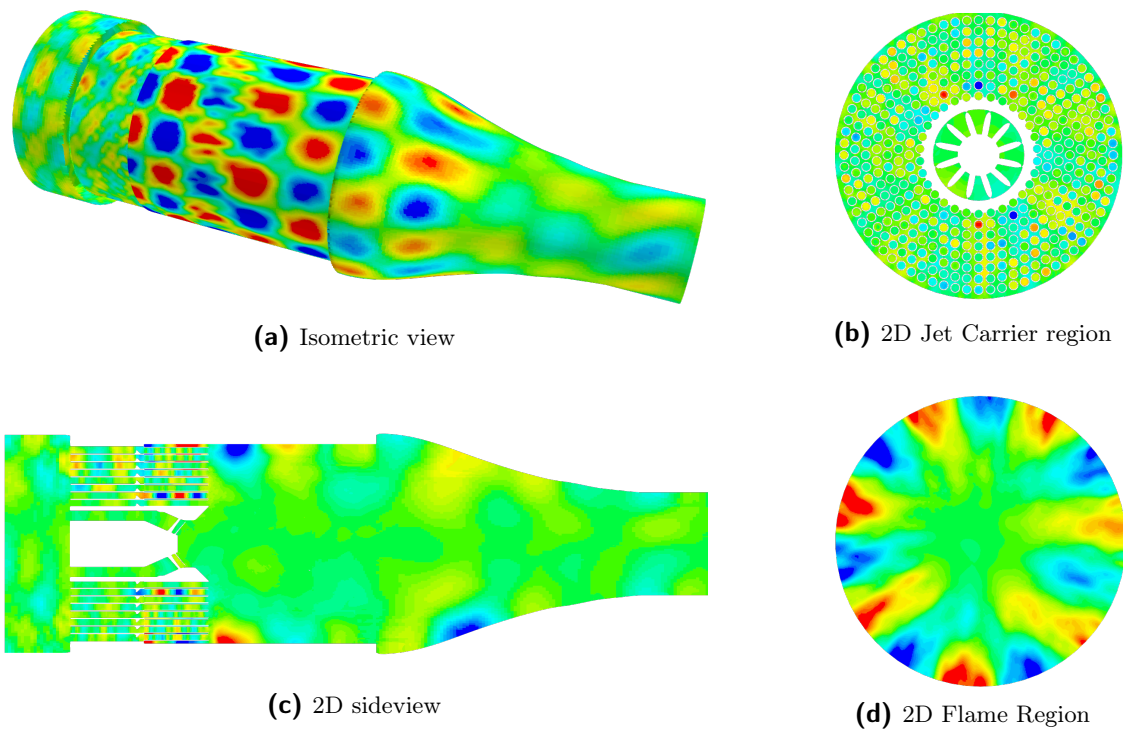 (a) Isometric view
(b) 2D Jet Carrier region
(c) 2D sideview
(d) 2D Flame Region